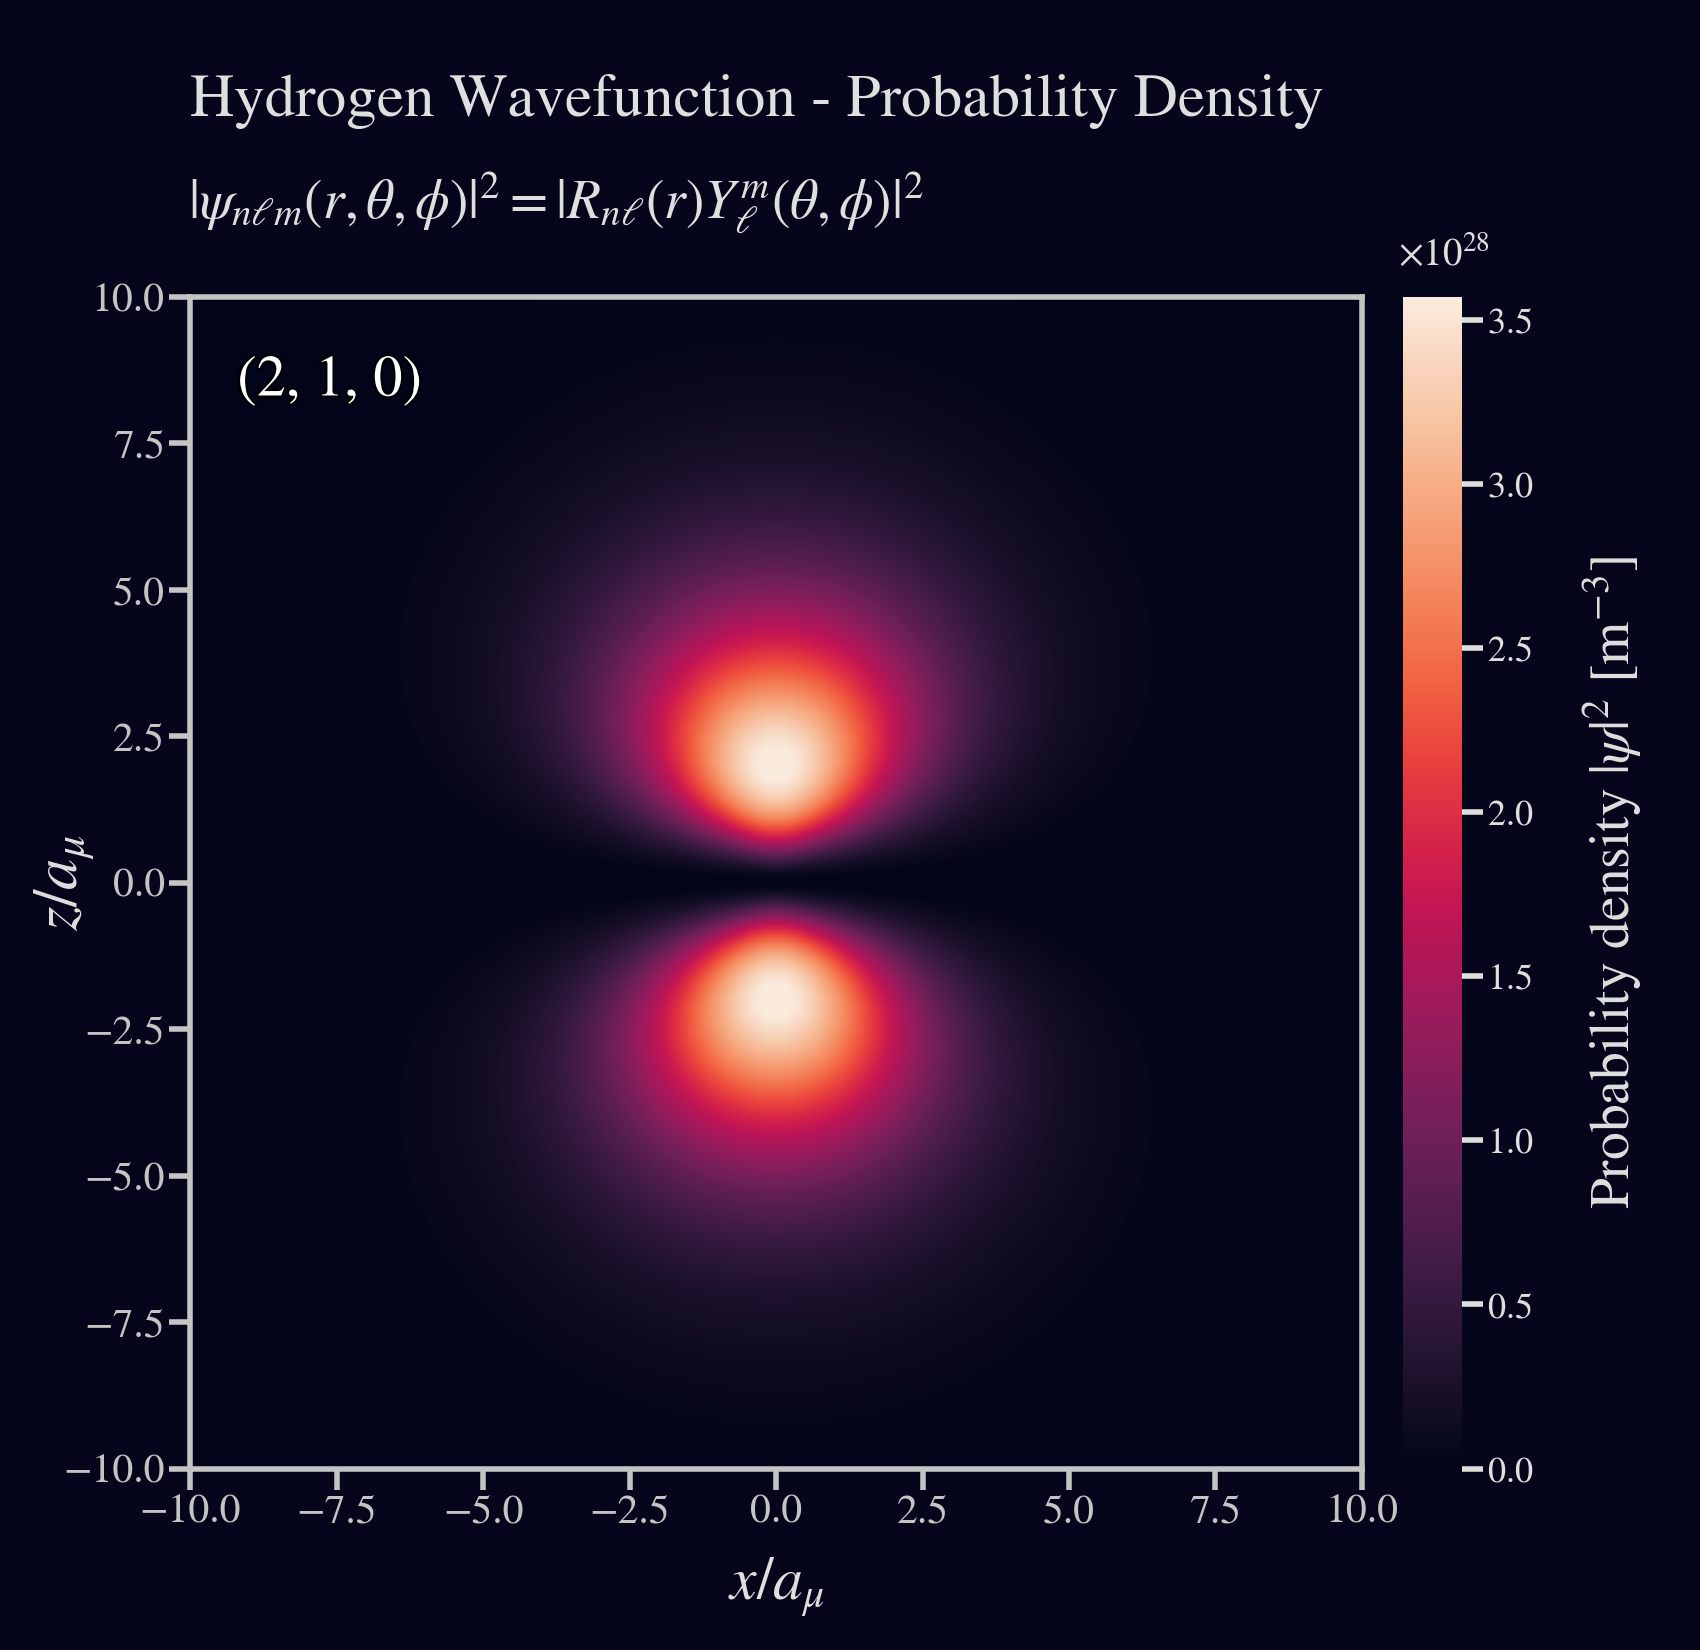 Hydrogen Wavefunction - Probability Density
|ψₙℓₘ(r, θ, ϕ)|² = |Rₙℓ(r)Yℓᵐ(θ, ϕ)|²
×10²⁸
(2, 1, 0)
10.0
7.5
5.0
2.5
0.0
−2.5
−5.0
−7.5
−10.0
z/aμ
−10.0 −7.5 −5.0 −2.5 0.0 2.5 5.0 7.5 10.0
x/aμ
3.5
3.0
2.5
2.0
1.5
1.0
0.5
0.0
Probability density |ψ|² [m⁻³]